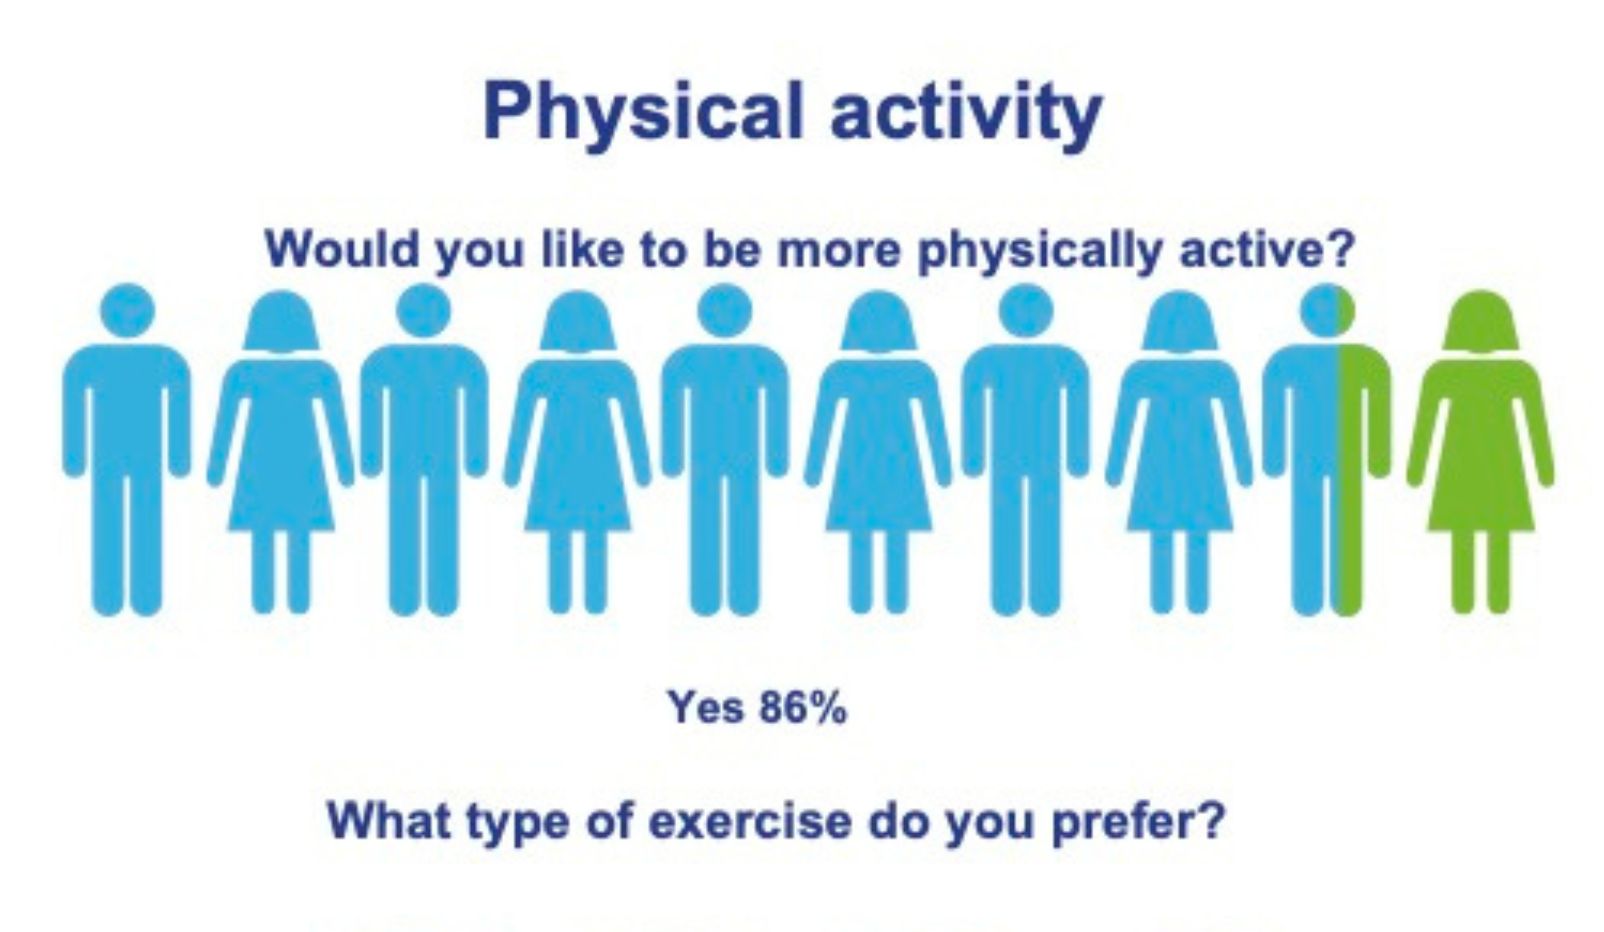 Physical activity
Would you like to be more physically active?
Yes 86%
What type of exercise do you prefer?